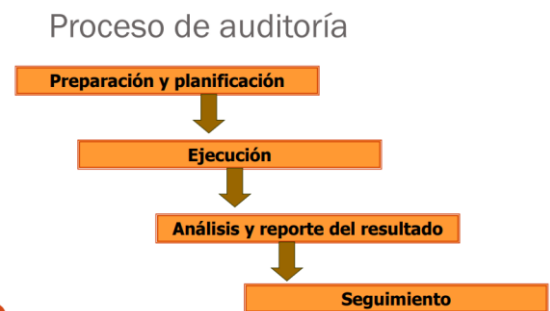 Proceso de auditoría
Preparación y planificación
Ejecución
Análisis y reporte del resultado
Seguimiento